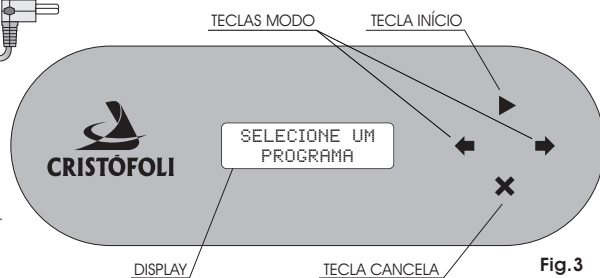 TECLAS MODO
TECLA INÍCIO
CRISTÓFOLI
SELECIONE UM
PROGRAMA
DISPLAY
TECLA CANCELA
Fig.3